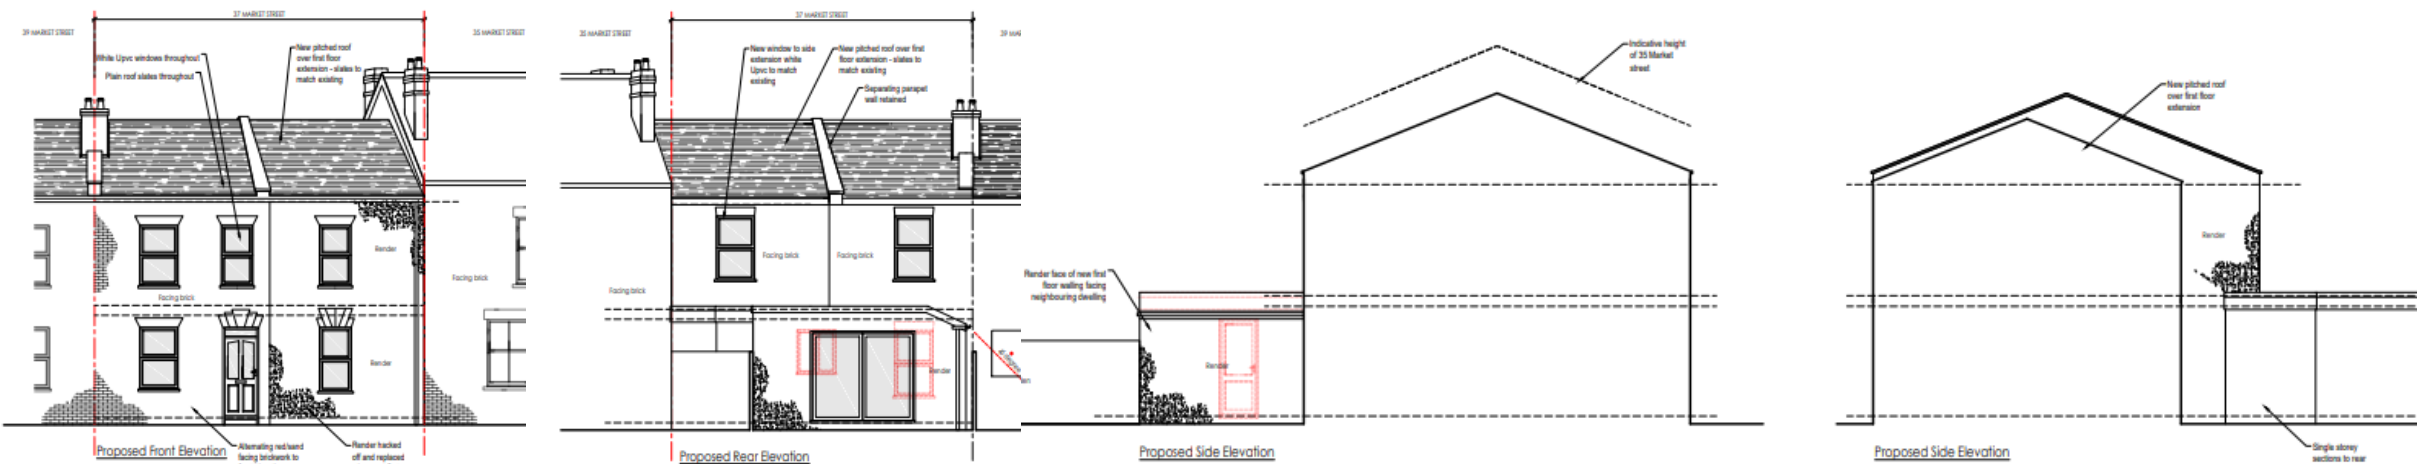 37 MARKET STREET
39 MARKET STREET
35 MARKET STREET
White Upvc windows throughout
Plain roof slates throughout
New pitched roof
over first floor
extension - slates to
match existing
Render
Facing brick
Facing brick
Render
Proposed Front Elevation
Alternating red/sand
facing brickwork to
Render hacked
off and replaced
37 MARKET STREET
35 MARKET STREET
39 MA
New window to side
extension white
Upvc to match
existing
New pitched roof over first
floor extension - slates to
match existing
Separating parapet
wall retained
Facing brick
Facing brick
Facing brick
Render
Proposed Rear Elevation
Indicative height
of 35 Market
street
Render face of new first
floor walling facing
neighbouring dwelling
Render
Proposed Side Elevation
New pitched roof
over first floor
extension
Render
Single storey
sections to rear
Proposed Side Elevation